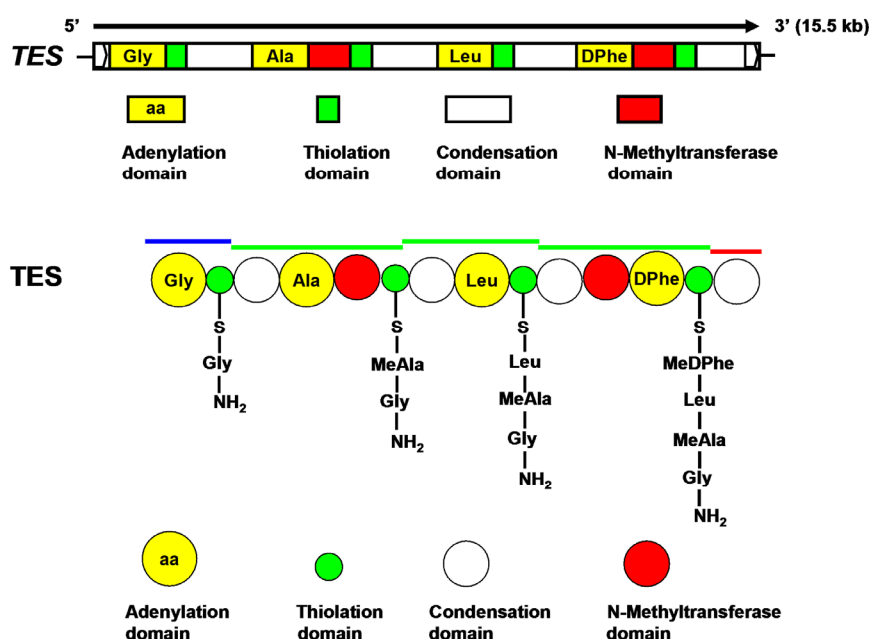 5’ 3’ (15.5 kb)
TES Gly Ala Leu DPhe
aa
Adenylation Thiolation Condensation N-Methyltransferase
domain domain domain domain
TES Gly Ala Leu DPhe
S S S S
Gly MeAla Leu MeDPhe
NH2 Gly MeAla Leu
NH2 Gly MeAla
NH2 Gly
NH2
aa
Adenylation Thiolation Condensation N-Methyltransferase
domain domain domain domain